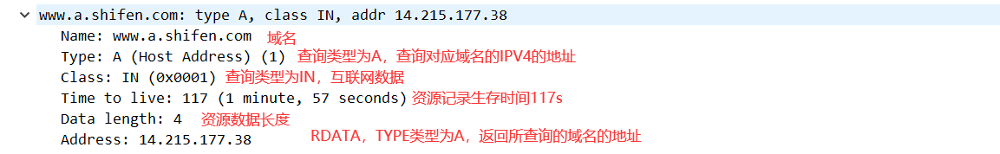 www.a.shifen.com: type A, class IN, addr 14.215.177.38
Name: www.a.shifen.com 域名
Type: A (Host Address) (1) 查询类型为A，查询对应域名的IPV4的地址
Class: IN (0x0001) 查询类型为IN，互联网数据
Time to live: 117 (1 minute, 57 seconds) 资源记录生存时间117s
Data length: 4 资源数据长度
Address: 14.215.177.38 RDATA，TYPE类型为A，返回所查询的域名的地址